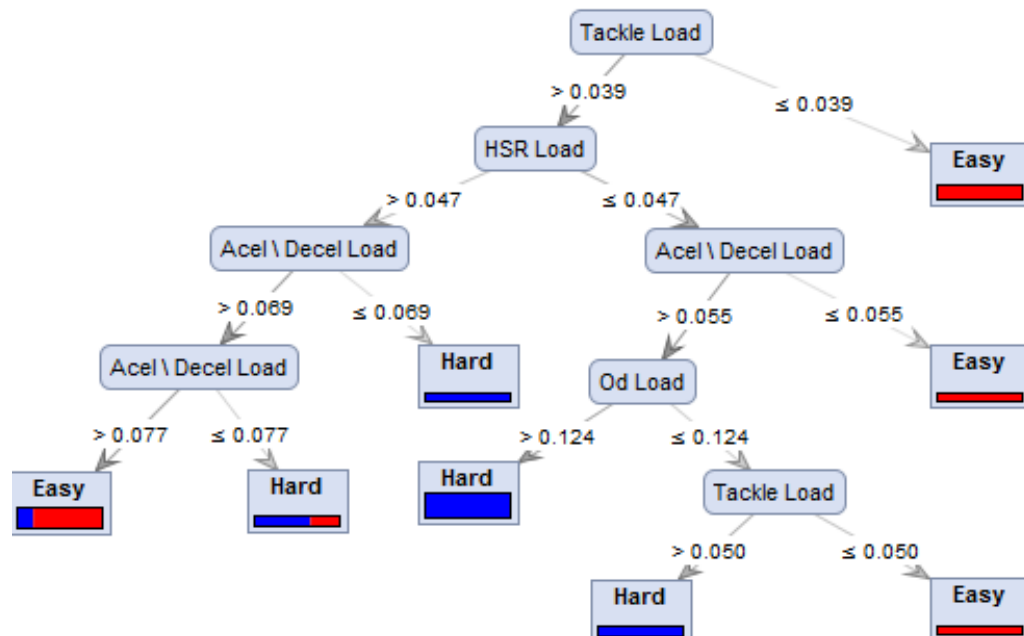 Tackle Load
> 0.039
≤ 0.039
HSR Load
Easy
> 0.047
≤ 0.047
Acel \ Decel Load
Acel \ Decel Load
> 0.069
≤ 0.069
> 0.055
≤ 0.055
Acel \ Decel Load
Hard
Od Load
Easy
> 0.077
≤ 0.077
> 0.124
≤ 0.124
Easy
Hard
Hard
Tackle Load
> 0.050
≤ 0.050
Hard
Easy